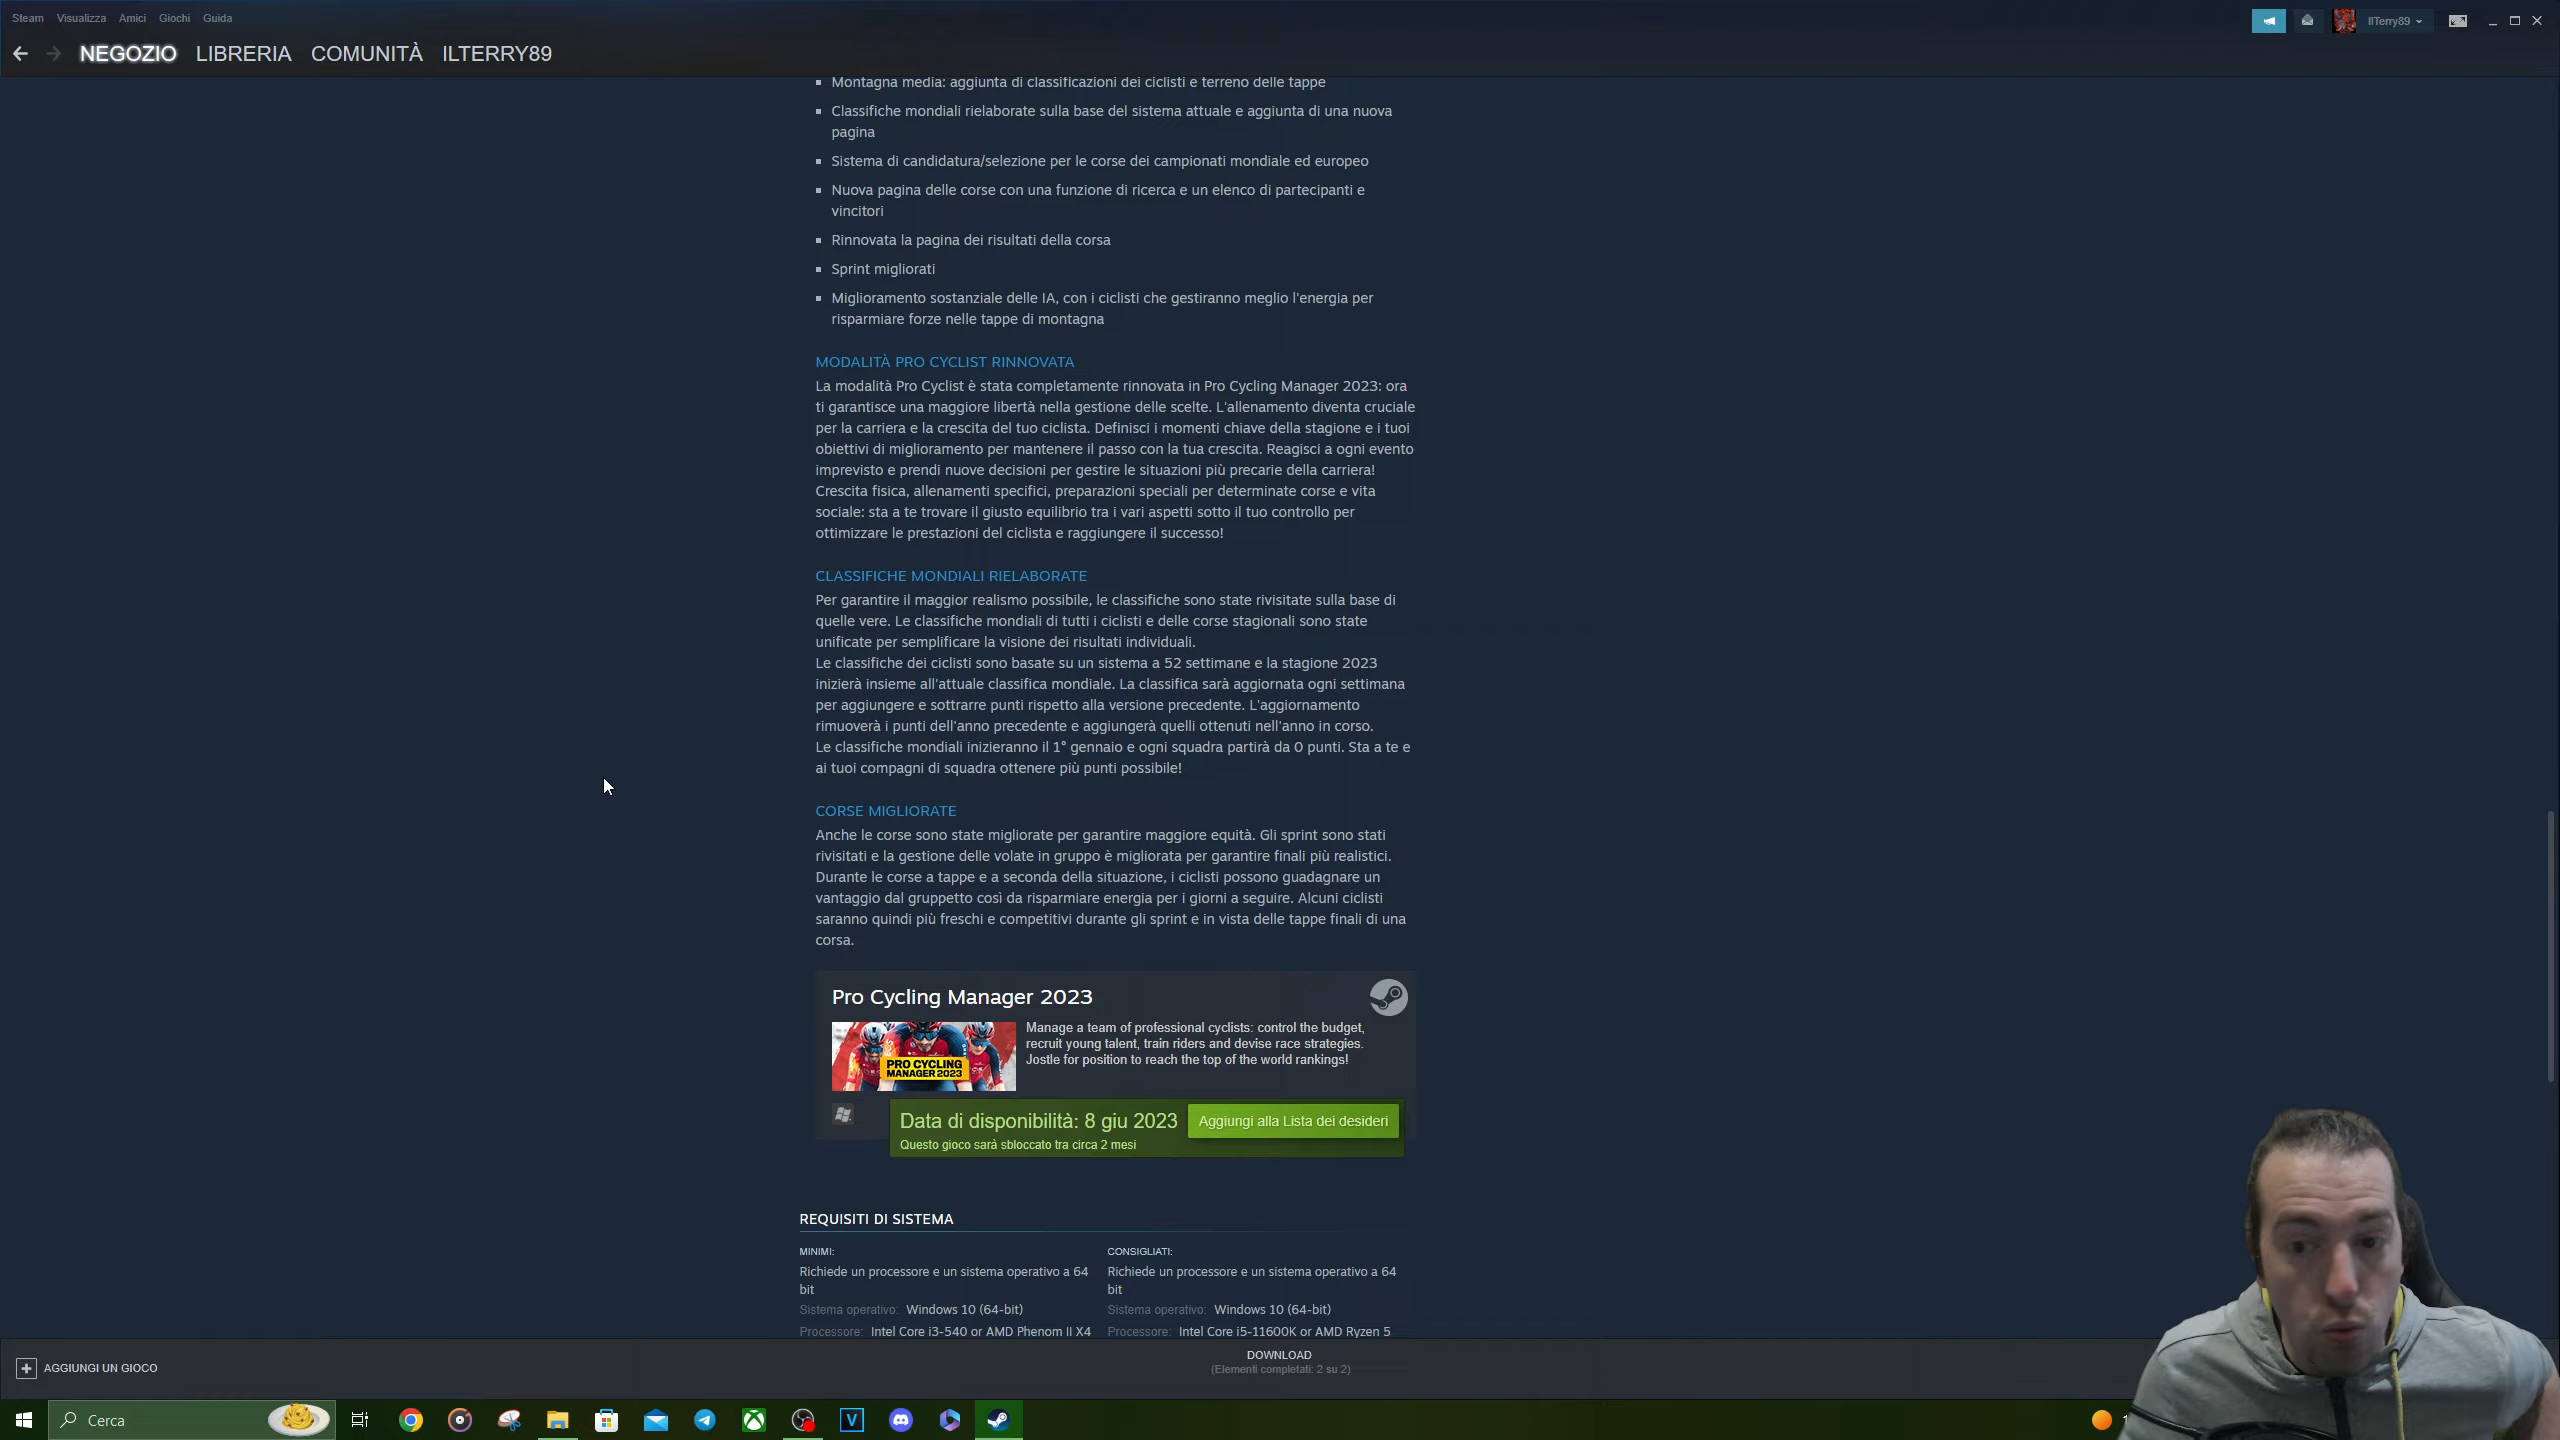 Steam Visualizza Amici Giochi Guida
IlTerry89
NEGOZIO LIBRERIA COMUNITÀ ILTERRY89
Montagna media: aggiunta di classificazioni dei ciclisti e terreno delle tappe
Classifiche mondiali rielaborate sulla base del sistema attuale e aggiunta di una nuova
pagina
Sistema di candidatura/selezione per le corse dei campionati mondiale ed europeo
Nuova pagina delle corse con una funzione di ricerca e un elenco di partecipanti e
vincitori
Rinnovata la pagina dei risultati della corsa
Sprint migliorati
Miglioramento sostanziale delle IA, con i ciclisti che gestiranno meglio l'energia per
risparmiare forze nelle tappe di montagna
MODALITÀ PRO CYCLIST RINNOVATA
La modalità Pro Cyclist è stata completamente rinnovata in Pro Cycling Manager 2023: ora
ti garantisce una maggiore libertà nella gestione delle scelte. L'allenamento diventa cruciale
per la carriera e la crescita del tuo ciclista. Definisci i momenti chiave della stagione e i tuoi
obiettivi di miglioramento per mantenere il passo con la tua crescita. Reagisci a ogni evento
imprevisto e prendi nuove decisioni per gestire le situazioni più precarie della carriera!
Crescita fisica, allenamenti specifici, preparazioni speciali per determinate corse e vita
sociale: sta a te trovare il giusto equilibrio tra i vari aspetti sotto il tuo controllo per
ottimizzare le prestazioni del ciclista e raggiungere il successo!
CLASSIFICHE MONDIALI RIELABORATE
Per garantire il maggior realismo possibile, le classifiche sono state rivisitate sulla base di
quelle vere. Le classifiche mondiali di tutti i ciclisti e delle corse stagionali sono state
unificate per semplificare la visione dei risultati individuali.
Le classifiche dei ciclisti sono basate su un sistema a 52 settimane e la stagione 2023
inizierà insieme all'attuale classifica mondiale. La classifica sarà aggiornata ogni settimana
per aggiungere e sottrarre punti rispetto alla versione precedente. L'aggiornamento
rimuoverà i punti dell'anno precedente e aggiungerà quelli ottenuti nell'anno in corso.
Le classifiche mondiali inizieranno il 1° gennaio e ogni squadra partirà da 0 punti. Sta a te e
ai tuoi compagni di squadra ottenere più punti possibile!
CORSE MIGLIORATE
Anche le corse sono state migliorate per garantire maggiore equità. Gli sprint sono stati
rivisitati e la gestione delle volate in gruppo è migliorata per garantire finali più realistici.
Durante le corse a tappe e a seconda della situazione, i ciclisti possono guadagnare un
vantaggio dal gruppetto così da risparmiare energia per i giorni a seguire. Alcuni ciclisti
saranno quindi più freschi e competitivi durante gli sprint e in vista delle tappe finali di una
corsa.
Pro Cycling Manager 2023
PRO CYCLING
MANAGER 2023
Manage a team of professional cyclists: control the budget,
recruit young talent, train riders and devise race strategies.
Jostle for position to reach the top of the world rankings!
Data di disponibilità: 8 giu 2023
Aggiungi alla Lista dei desideri
Questo gioco sarà sbloccato tra circa 2 mesi
REQUISITI DI SISTEMA
MINIMI:
Richiede un processore e un sistema operativo a 64
bit
Sistema operativo: Windows 10 (64-bit)
Processore: Intel Core i3-540 or AMD Phenom II X4
CONSIGLIATI:
Richiede un processore e un sistema operativo a 64
bit
Sistema operativo: Windows 10 (64-bit)
Processore: Intel Core i5-11600K or AMD Ryzen 5
AGGIUNGI UN GIOCO
DOWNLOAD
(Elementi completati: 2 su 2)
Cerca
V